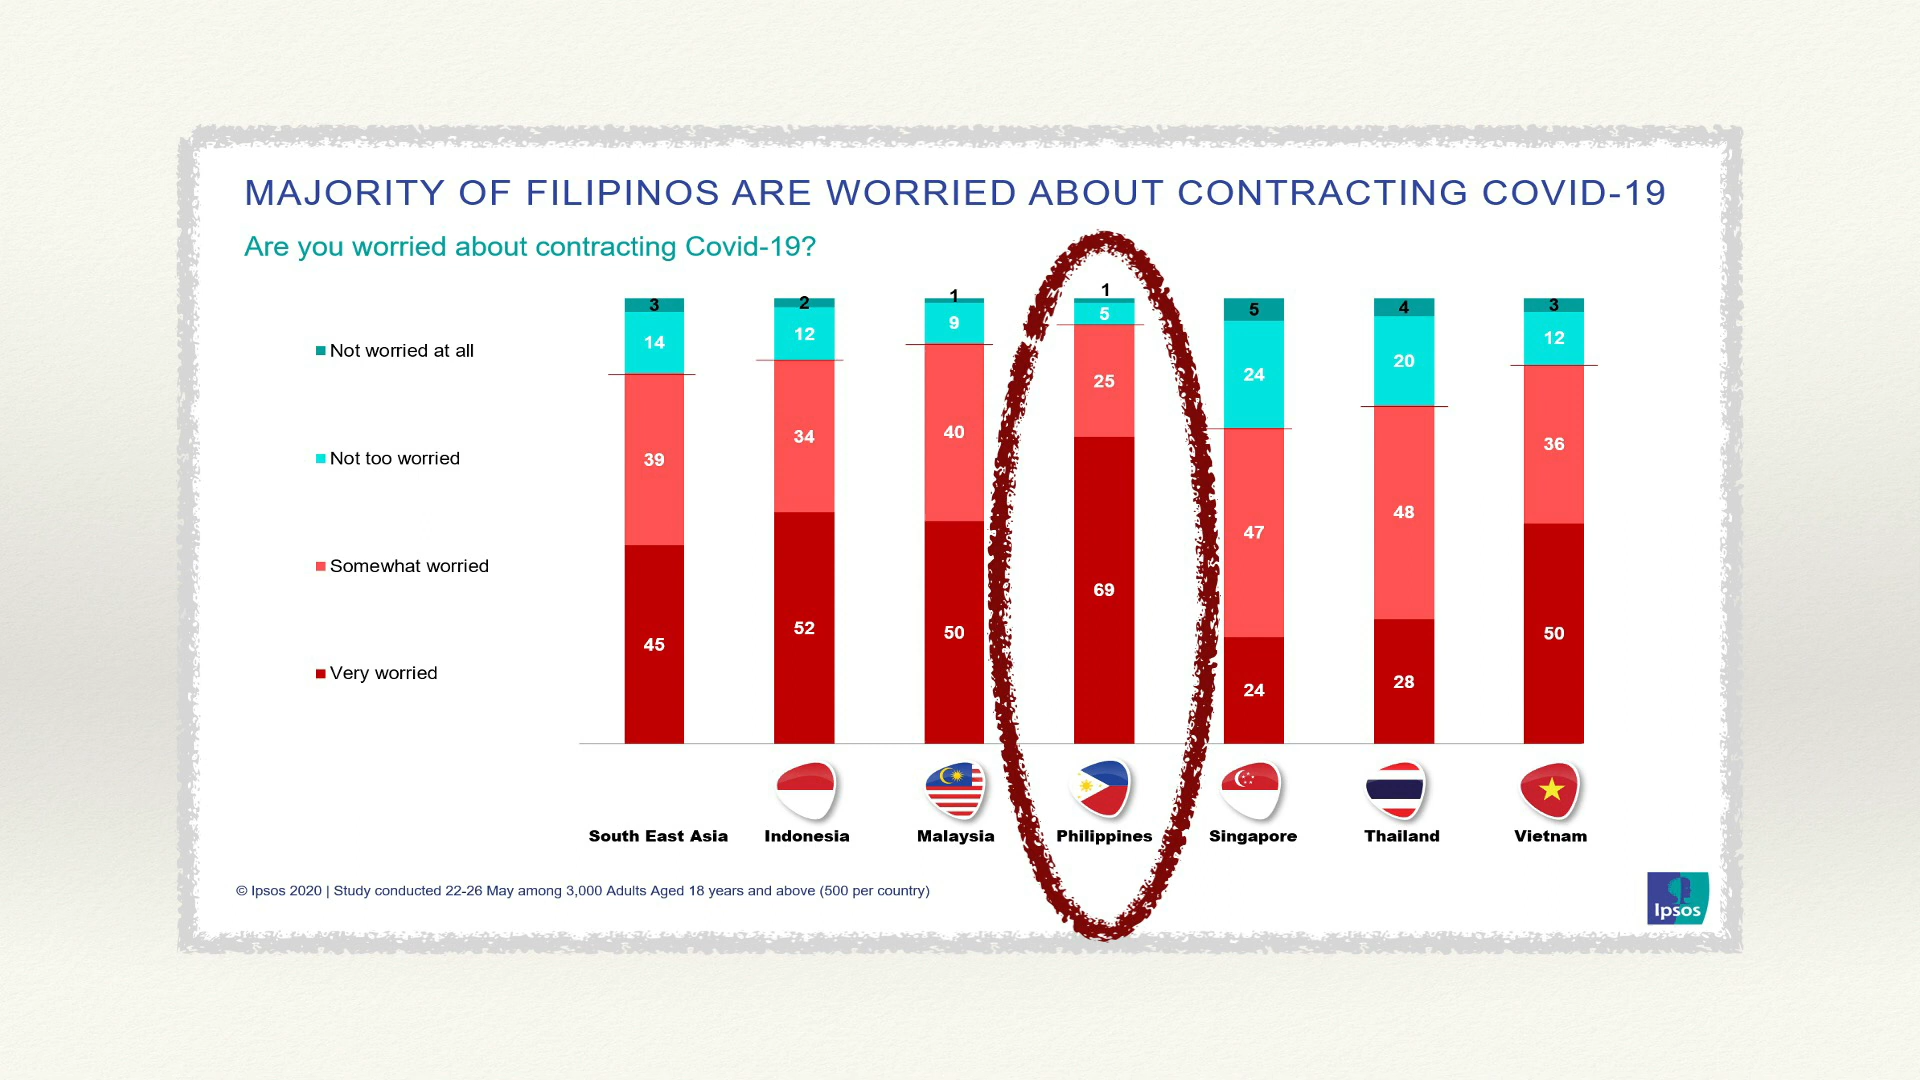 MAJORITY OF FILIPINOS ARE WORRIED ABOUT CONTRACTING COVID-19
Are you worried about contracting Covid-19?
Not worried at all
Not too worried
Somewhat worried
Very worried
3 2 1 1 5 4 3
14 12 9 5 24 20 12
39 34 40 25 47 48 36
45 52 50 69 24 28 50
South East Asia Indonesia Malaysia Philippines Singapore Thailand Vietnam
© Ipsos 2020 | Study conducted 22-26 May among 3,000 Adults Aged 18 years and above (500 per country)
Ipsos